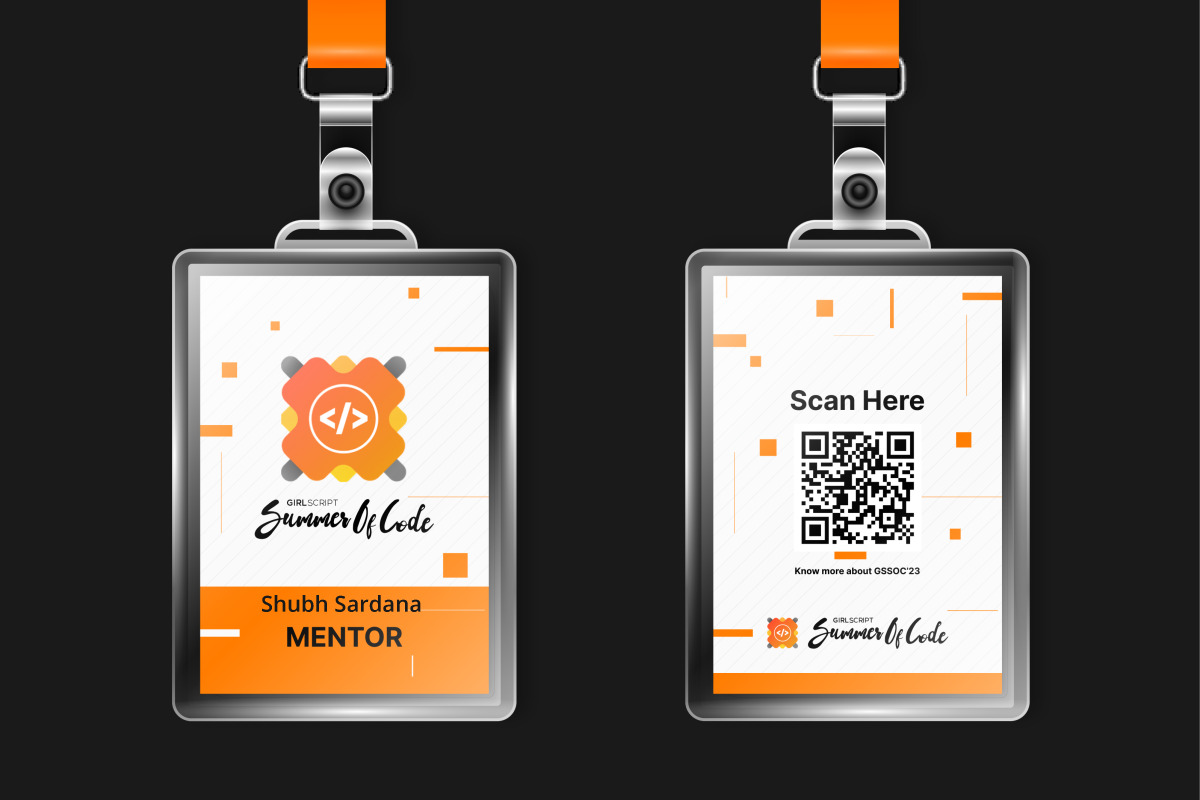 GIRLSCRIPT
Summer Of Code
Shubh Sardana
MENTOR
Scan Here
Know more about GSSOC'23
GIRLSCRIPT
Summer Of Code